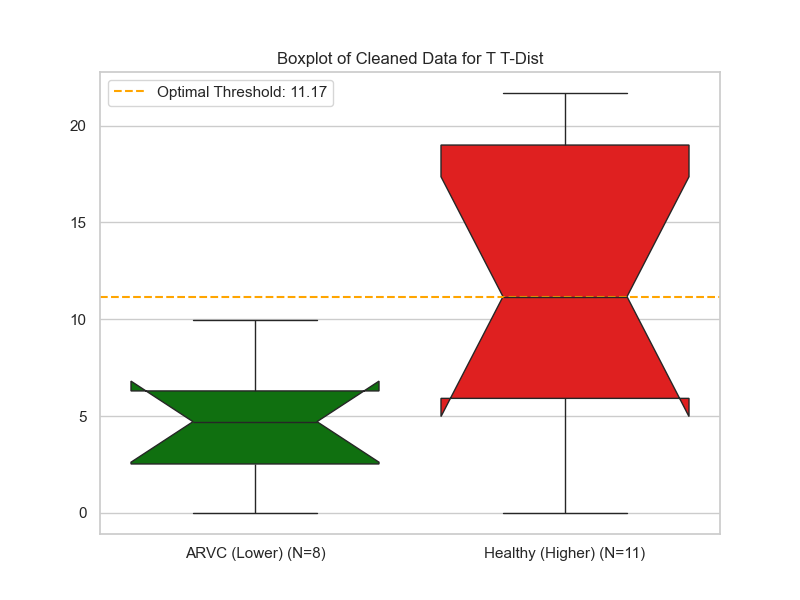 Boxplot of Cleaned Data for T T-Dist
Optimal Threshold: 11.17
20
15
10
5
0
ARVC (Lower) (N=8)
Healthy (Higher) (N=11)